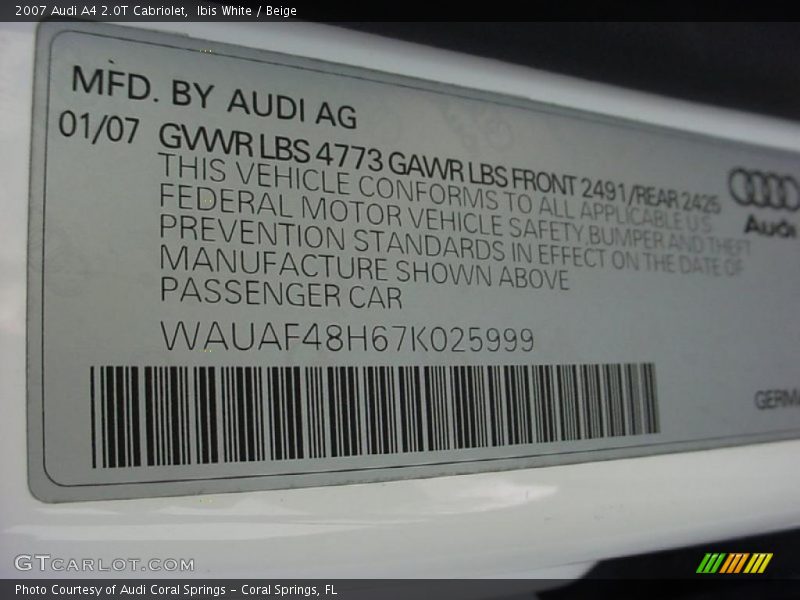 2007 Audi A4 2.0T Cabriolet, Ibis White / Beige
MFD. BY AUDI AG
01/07 GVWR LBS 4773 GAWR LBS FRONT 2491/REAR 2425
THIS VEHICLE CONFORMS TO ALL APPLICABLE U S
FEDERAL MOTOR VEHICLE SAFETY,BUMPER AND THEFT
PREVENTION STANDARDS IN EFFECT ON THE DATE OF
MANUFACTURE SHOWN ABOVE
PASSENGER CAR
WAUAF48H67K025999
Audi
GERMA
GTCARLOT.COM
Photo Courtesy of Audi Coral Springs - Coral Springs, FL